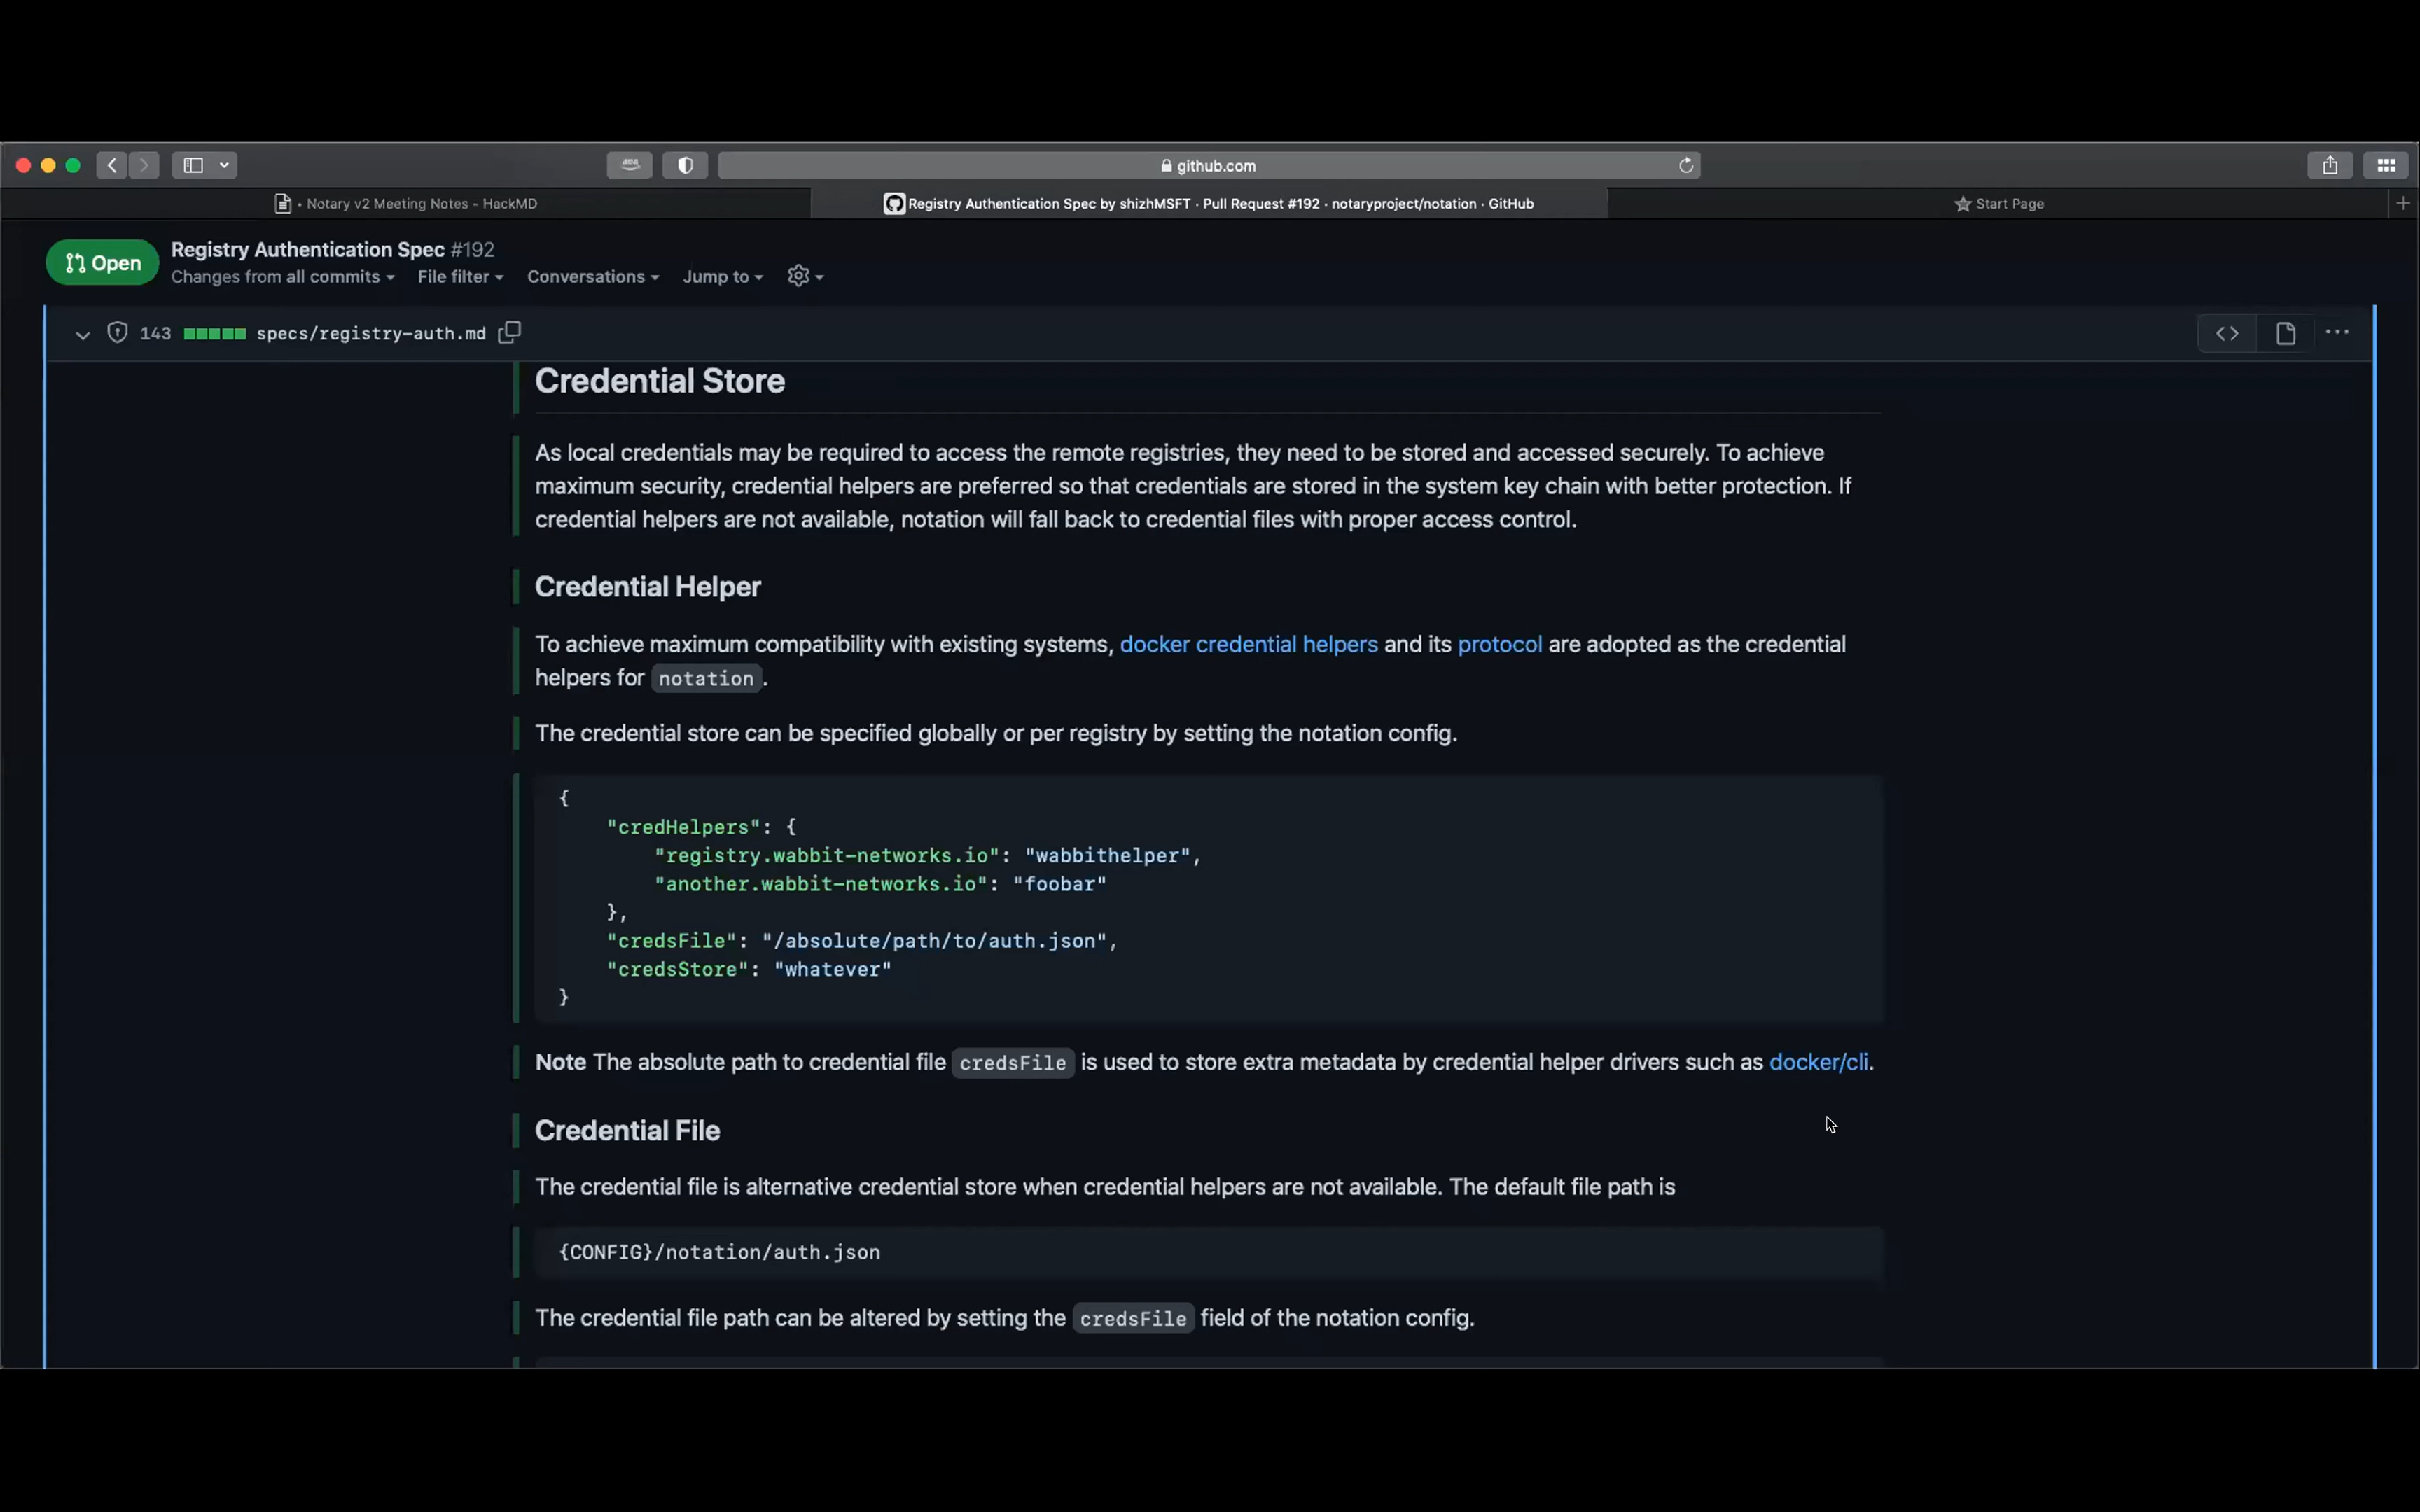 github.com
• Notary v2 Meeting Notes - HackMD
Registry Authentication Spec by shizhMSFT · Pull Request #192 · notaryproject/notation · GitHub
Start Page
Open
Registry Authentication Spec #192
Changes from all commits
File filter
Conversations
Jump to
143
specs/registry-auth.md
Credential Store
As local credentials may be required to access the remote registries, they need to be stored and accessed securely. To achieve
maximum security, credential helpers are preferred so that credentials are stored in the system key chain with better protection. If
credential helpers are not available, notation will fall back to credential files with proper access control.
Credential Helper
To achieve maximum compatibility with existing systems, docker credential helpers and its protocol are adopted as the credential
helpers for notation.
The credential store can be specified globally or per registry by setting the notation config.
{
"credHelpers": {
"registry.wabbit-networks.io": "wabbithelper",
"another.wabbit-networks.io": "foobar"
},
"credsFile": "/absolute/path/to/auth.json",
"credsStore": "whatever"
}
Note The absolute path to credential file credsFile is used to store extra metadata by credential helper drivers such as docker/cli.
Credential File
The credential file is alternative credential store when credential helpers are not available. The default file path is
{CONFIG}/notation/auth.json
The credential file path can be altered by setting the credsFile field of the notation config.